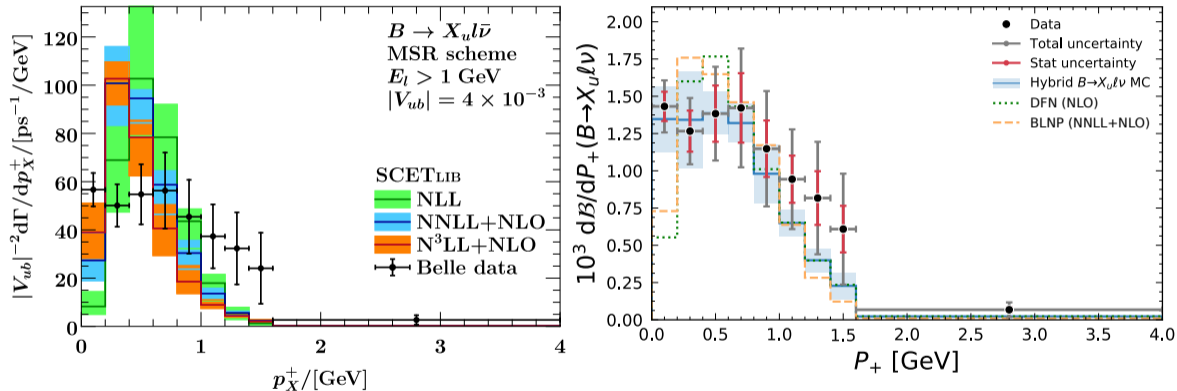 |V_{ub}|^{-2}dΓ/dp_X^+/[ps^{-1}/GeV]
120
100
80
60
40
20
0
0
1
2
3
4
p_X^+/[GeV]
B → X_u l ν̄
MSR scheme
E_l > 1 GeV
|V_{ub}| = 4 × 10^{-3}
SCETLIB
NLL
NNLL+NLO
N^3LL+NLO
Belle data
10^3 dB/dP_+(B→X_uℓν)
2.00
1.75
1.50
1.25
1.00
0.75
0.50
0.25
0.00
0.0
0.5
1.0
1.5
2.0
2.5
3.0
3.5
4.0
P_+ [GeV]
Data
Total uncertainty
Stat uncertainty
Hybrid B→X_uℓν MC
DFN (NLO)
BLNP (NNLL+NLO)